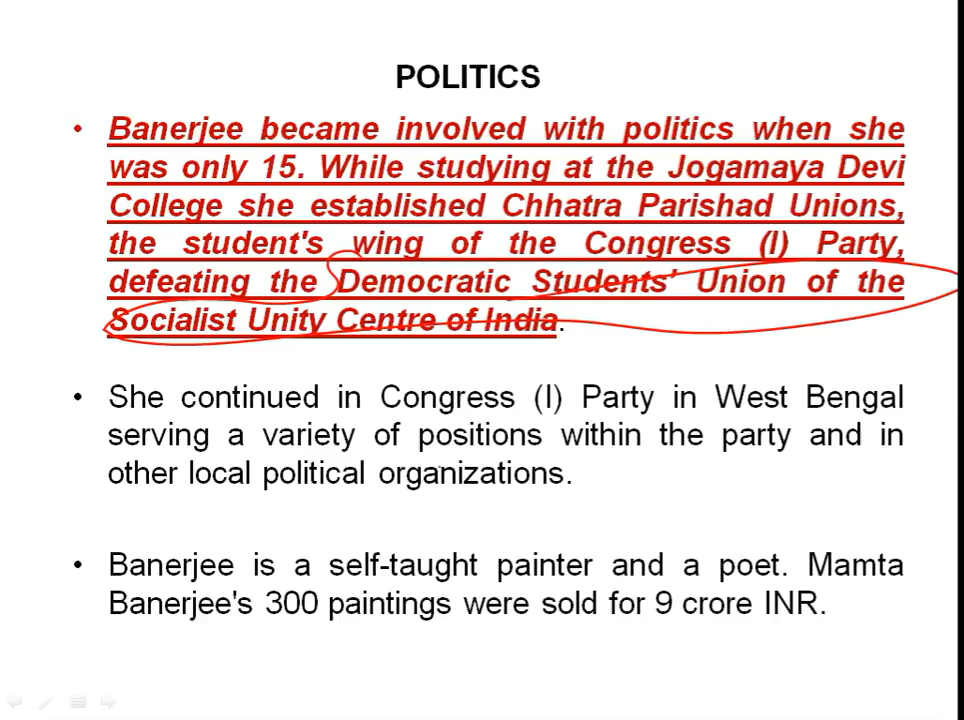 POLITICS
• Banerjee became involved with politics when she
was only 15. While studying at the Jogamaya Devi
College she established Chhatra Parishad Unions,
the student's wing of the Congress (I) Party,
defeating the Democratic Students' Union of the
Socialist Unity Centre of India.
• She continued in Congress (I) Party in West Bengal
serving a variety of positions within the party and in
other local political organizations.
• Banerjee is a self-taught painter and a poet. Mamta
Banerjee's 300 paintings were sold for 9 crore INR.